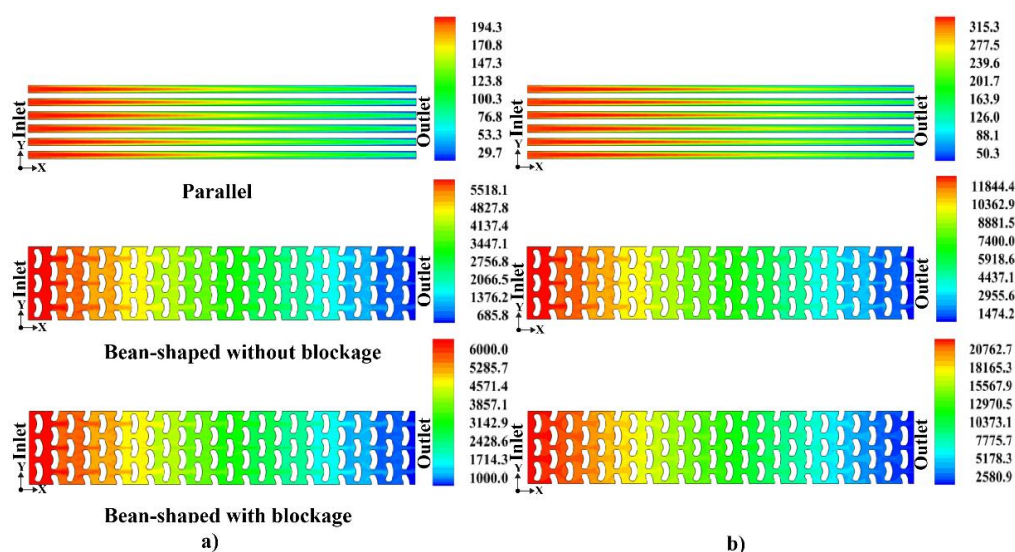 194.3
170.8
147.3
123.8
100.3
76.8
53.3
29.7
Inlet
Y
X
Outlet
Parallel
315.3
277.5
239.6
201.7
163.9
126.0
88.1
50.3
Inlet
Y
X
Outlet
5518.1
4827.8
4137.4
3447.1
2756.8
2066.5
1376.2
685.8
Inlet
Y
X
Outlet
Bean-shaped without blockage
11844.4
10362.9
8881.5
7400.0
5918.6
4437.1
2955.6
1474.2
Inlet
Y
X
Outlet
6000.0
5285.7
4571.4
3857.1
3142.9
2428.6
1714.3
1000.0
Inlet
Y
X
Outlet
Bean-shaped with blockage
a)
20762.7
18165.3
15567.9
12970.5
10373.1
7775.7
5178.3
2580.9
Inlet
Y
X
Outlet
b)